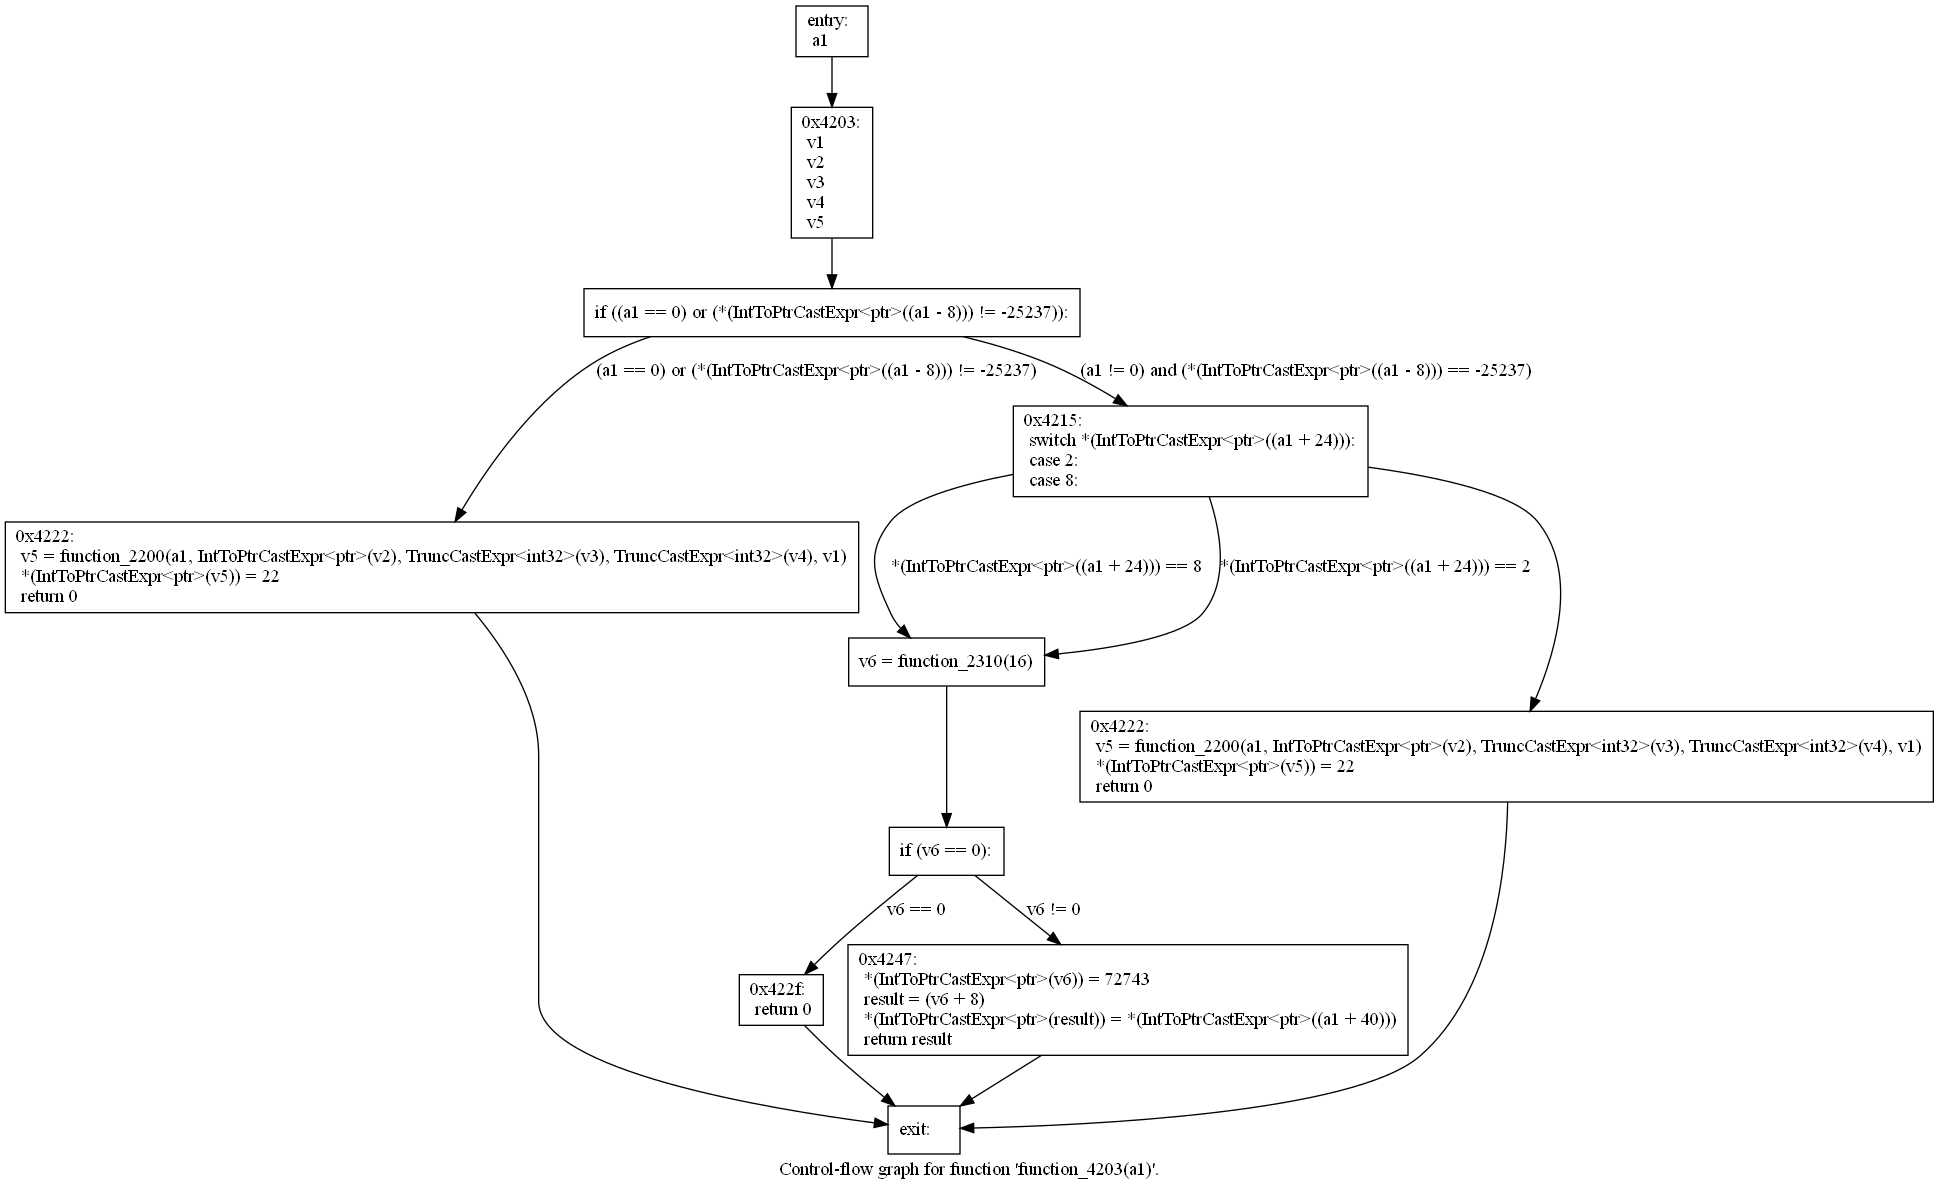 entry:
a1
0x4203:
v1
v2
v3
v4
v5
if ((a1 == 0) or (*(IntToPtrCastExpr<ptr>((a1 - 8))) != -25237)):
(a1 == 0) or (*(IntToPtrCastExpr<ptr>((a1 - 8))) != -25237)
(a1 != 0) and (*(IntToPtrCastExpr<ptr>((a1 - 8))) == -25237)
0x4215:
switch *(IntToPtrCastExpr<ptr>((a1 + 24))):
case 2:
case 8:
0x4222:
v5 = function_2200(a1, IntToPtrCastExpr<ptr>(v2), TruncCastExpr<int32>(v3), TruncCastExpr<int32>(v4), v1)
*(IntToPtrCastExpr<ptr>(v5)) = 22
return 0
*(IntToPtrCastExpr<ptr>((a1 + 24))) == 8
*(IntToPtrCastExpr<ptr>((a1 + 24))) == 2
v6 = function_2310(16)
0x4222:
v5 = function_2200(a1, IntToPtrCastExpr<ptr>(v2), TruncCastExpr<int32>(v3), TruncCastExpr<int32>(v4), v1)
*(IntToPtrCastExpr<ptr>(v5)) = 22
return 0
if (v6 == 0):
v6 == 0
v6 != 0
0x422f:
return 0
0x4247:
*(IntToPtrCastExpr<ptr>(v6)) = 72743
result = (v6 + 8)
*(IntToPtrCastExpr<ptr>(result)) = *(IntToPtrCastExpr<ptr>((a1 + 40)))
return result
exit:
Control-flow graph for function 'function_4203(a1)'.